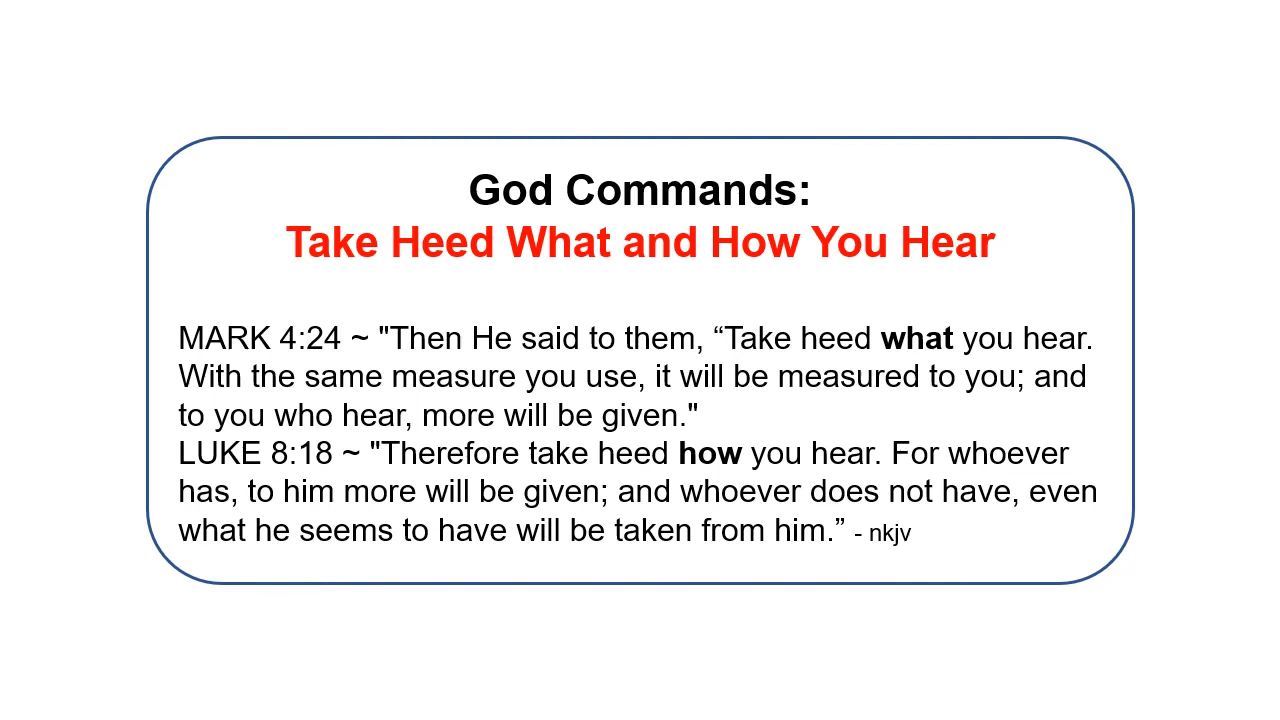 God Commands:
Take Heed What and How You Hear
MARK 4:24 ~ "Then He said to them, “Take heed what you hear.
With the same measure you use, it will be measured to you; and
to you who hear, more will be given."
LUKE 8:18 ~ "Therefore take heed how you hear. For whoever
has, to him more will be given; and whoever does not have, even
what he seems to have will be taken from him.” - nkjv